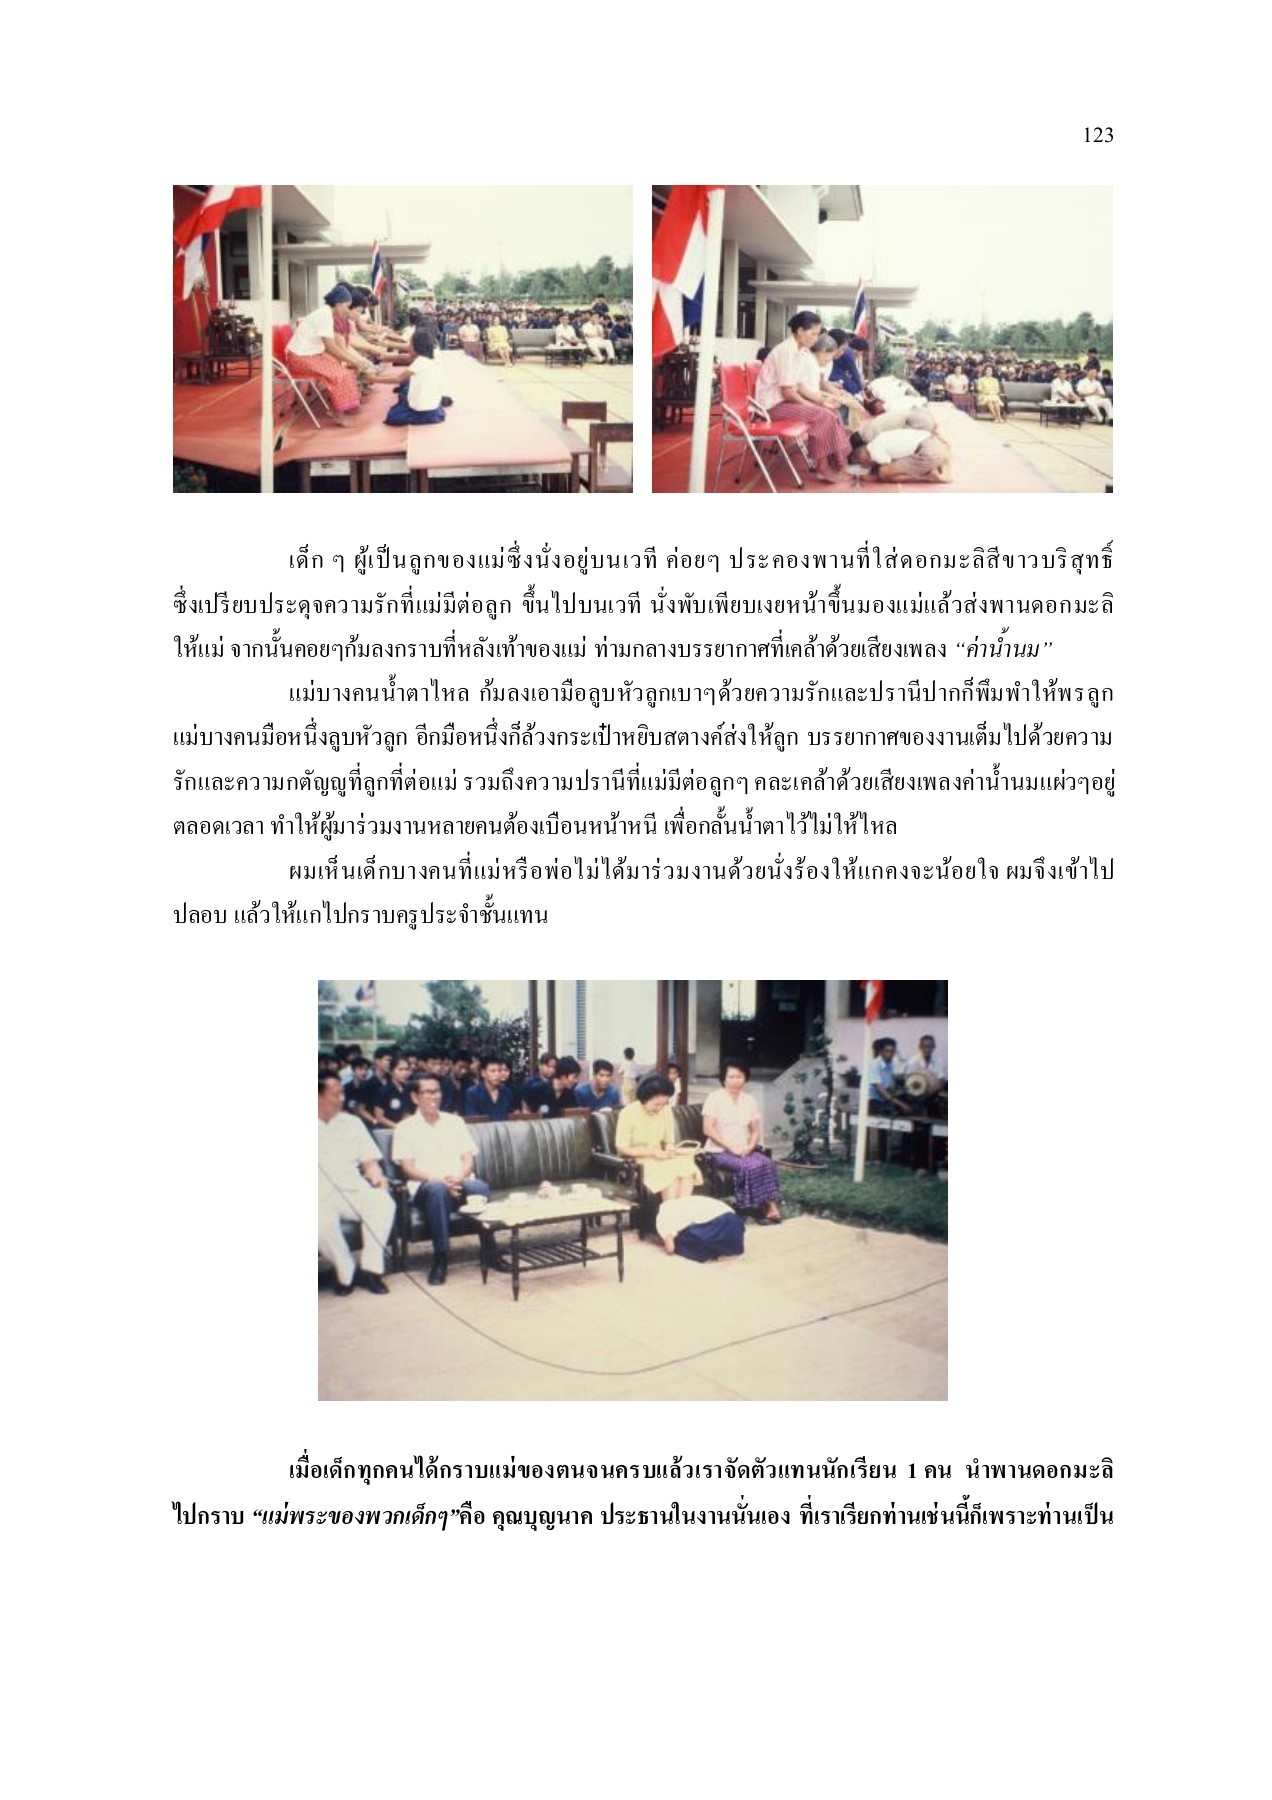 123
เด็ก ๆ ผู้เป็นลูกของแม่ซึ่งนั่งอยู่บนเวที ค่อยๆ ประคองพานที่ใส่ดอกมะลิสีขาวบริสุทธิ์
ซึ่งเปรียบประดุจความรักที่แม่มีต่อลูก ขึ้นไปบนเวที นั่งพับเพียบเงยหน้าขึ้นมองแม่แล้วส่งพานดอกมะลิ
ให้แม่ จากนั้นคอยๆก้มลงกราบที่หลังเท้าของแม่ ท่ามกลางบรรยากาศที่เคล้าด้วยเสียงเพลง “ค่าน้ำนม”
แม่บางคนน้ำตาไหล ก้มลงเอามือลูบหัวลูกเบาๆด้วยความรักและปรานีปากก็พึมพำให้พรลูก
แม่บางคนมือหนึ่งลูบหัวลูก อีกมือหนึ่งก็ล้วงกระเป๋าหยิบสตางค์ส่งให้ลูก บรรยากาศของงานเต็มไปด้วยความ
รักและความกตัญญูที่ลูกที่ต่อแม่ รวมถึงความปรานีที่แม่มีต่อลูกๆ คละเคล้าด้วยเสียงเพลงค่าน้ำนมแผ่วๆอยู่
ตลอดเวลา ทำให้ผู้มาร่วมงานหลายคนต้องเบือนหน้าหนี เพื่อกลั้นน้ำตาไว้ไม่ให้ไหล
ผมเห็นเด็กบางคนที่แม่หรือพ่อไม่ได้มาร่วมงานด้วยนั่งร้องให้แกคงจะน้อยใจ ผมจึงเข้าไป
ปลอบ แล้วให้แกไปกราบครูประจำชั้นแทน
เมื่อเด็กทุกคนได้กราบแม่ของตนจนครบแล้วเราจัดตัวแทนนักเรียน 1 คน นำพานดอกมะลิ
ไปกราบ “แม่พระของพวกเด็กๆ”คือ คุณบุญนาค ประธานในงานนั่นเอง ที่เราเรียกท่านเช่นนี้ก็เพราะท่านเป็น